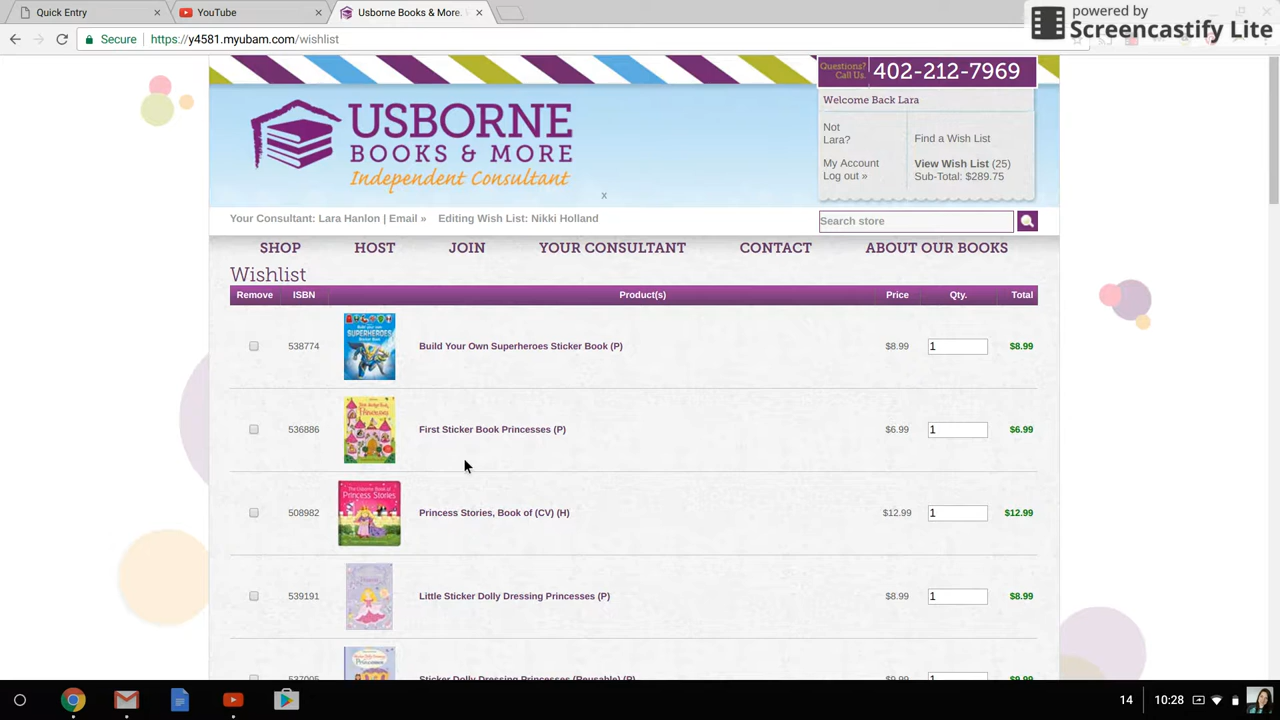 Quick Entry
YouTube
Usborne Books & More.
powered by
Screencastify Lite
Secure
https://y4581.myubam.com/wishlist
Questions?
Call Us.
402-212-7969
Welcome Back Lara
Not
Lara?
Find a Wish List
My Account
View Wish List (25)
Log out »
Sub-Total: $289.75
USBORNE
BOOKS & MORE
Independent Consultant
x
Your Consultant: Lara Hanlon | Email »
Editing Wish List: Nikki Holland
Search store
SHOP
HOST
JOIN
YOUR CONSULTANT
CONTACT
ABOUT OUR BOOKS
Wishlist
Remove ISBN Product(s) Price Qty. Total
538774 Build Your Own Superheroes Sticker Book (P) $8.99 1 $8.99
536886 First Sticker Book Princesses (P) $6.99 1 $6.99
508982 Princess Stories, Book of (CV) (H) $12.99 1 $12.99
539191 Little Sticker Dolly Dressing Princesses (P) $8.99 1 $8.99
14
10:28